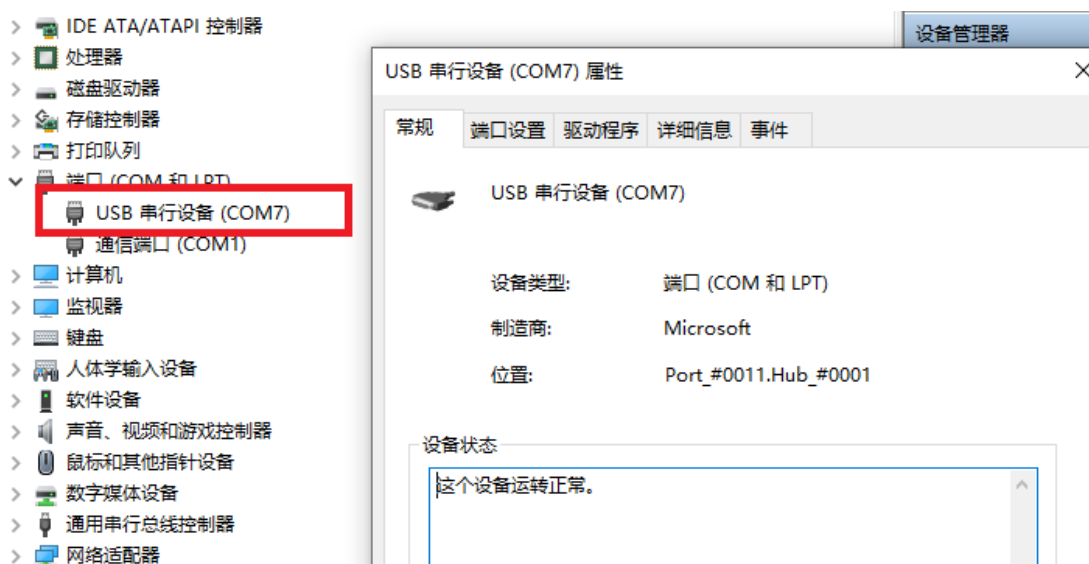 IDE ATA/ATAPI 控制器
处理器
磁盘驱动器
存储控制器
打印队列
端口 (COM 和 LPT)
USB 串行设备 (COM7)
通信端口 (COM1)
计算机
监视器
键盘
人体学输入设备
软件设备
声音、视频和游戏控制器
鼠标和其他指针设备
数字媒体设备
通用串行总线控制器
网络适配器
设备管理器
USB 串行设备 (COM7) 属性
常规 端口设置 驱动程序 详细信息 事件
USB 串行设备 (COM7)
设备类型: 端口 (COM 和 LPT)
制造商: Microsoft
位置: Port_#0011.Hub_#0001
设备状态
这个设备运转正常。